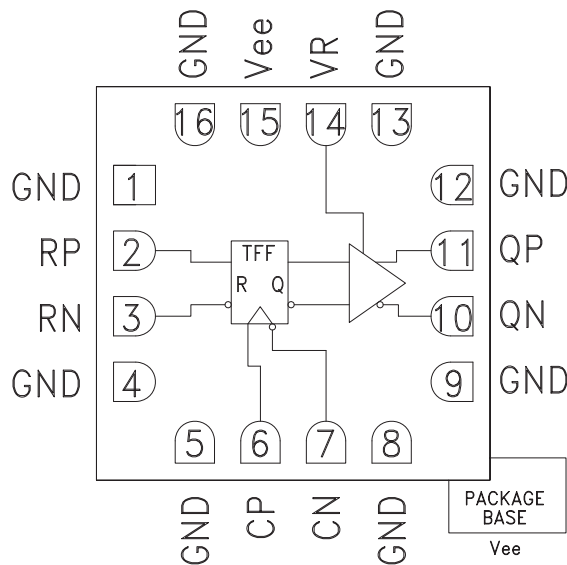 GND Vee VR GND
16 15 14 13
GND 1 12 GND
RP 2 TFF 11 QP
R Q
RN 3 10 QN
GND 4 9 GND
5 6 7 8
GND CP CN GND
PACKAGE
BASE
Vee